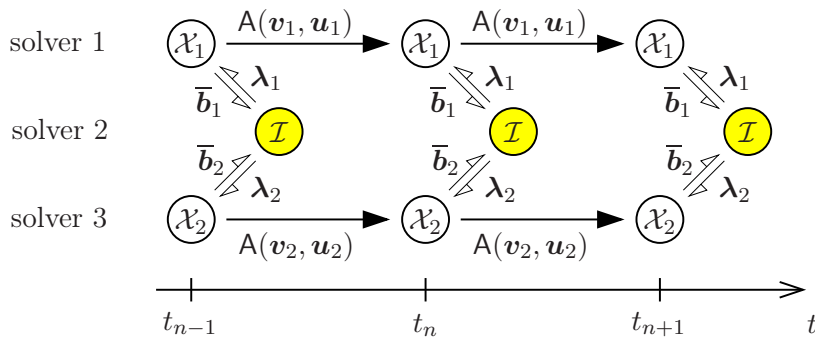 A(𝒗₁, 𝒖₁) A(𝒗₁, 𝒖₁)
solver 1 𝒳₁ 𝒳₁ 𝒳₁
𝝀₁ 𝝀₁ 𝝀₁
b̅₁ b̅₁ b̅₁
solver 2 ℐ ℐ ℐ
b̅₂ b̅₂ b̅₂
𝝀₂ 𝝀₂ 𝝀₂
solver 3 𝒳₂ 𝒳₂ 𝒳₂
A(𝒗₂, 𝒖₂) A(𝒗₂, 𝒖₂)
tₙ₋₁ tₙ tₙ₊₁ t